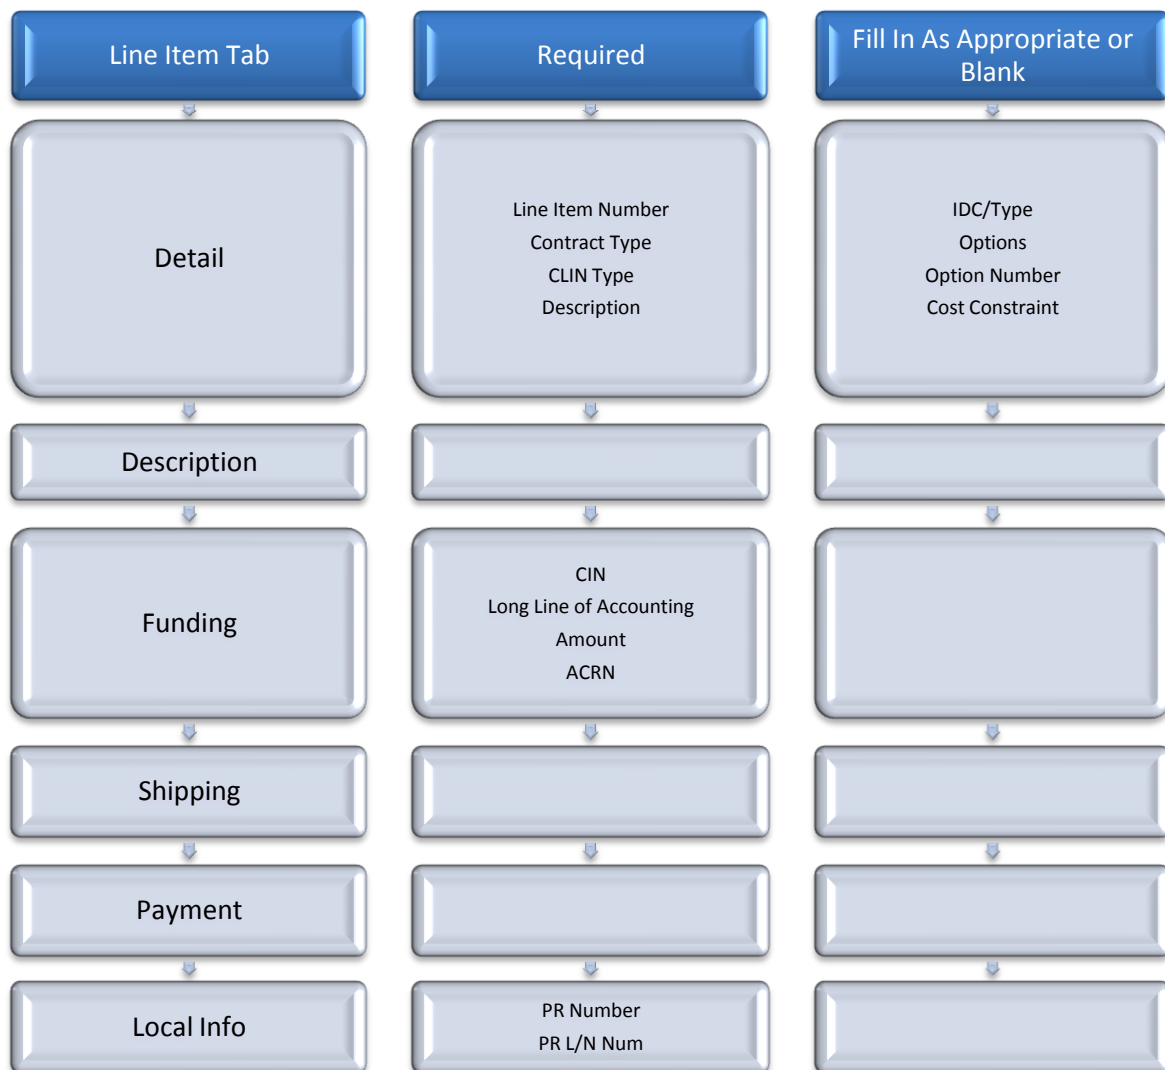 Line Item Tab
Required
Fill In As Appropriate or
Blank
Detail
Line Item Number
Contract Type
CLIN Type
Description
IDC/Type
Options
Option Number
Cost Constraint
Description
Funding
CIN
Long Line of Accounting
Amount
ACRN
Shipping
Payment
Local Info
PR Number
PR L/N Num